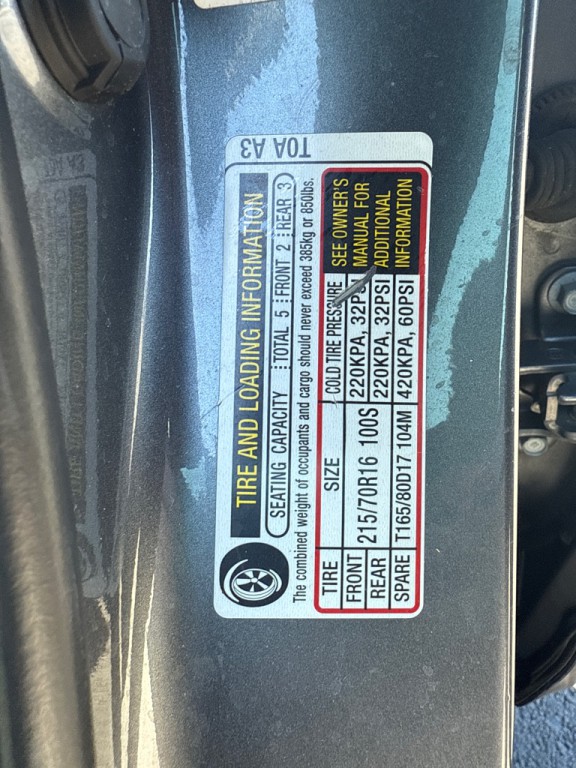 T0A A3
TIRE AND LOADING INFORMATION
SEATING CAPACITY TOTAL 5 FRONT 2 REAR 3
The combined weight of occupants and cargo should never exceed 385kg or 850lbs.
TIRE SIZE COLD TIRE PRESSURE
FRONT 215/70R16 100S 220KPA, 32PSI
REAR 220KPA, 32PSI
SPARE T165/80D17 104M 420KPA, 60PSI
SEE OWNER'S
MANUAL FOR
ADDITIONAL
INFORMATION